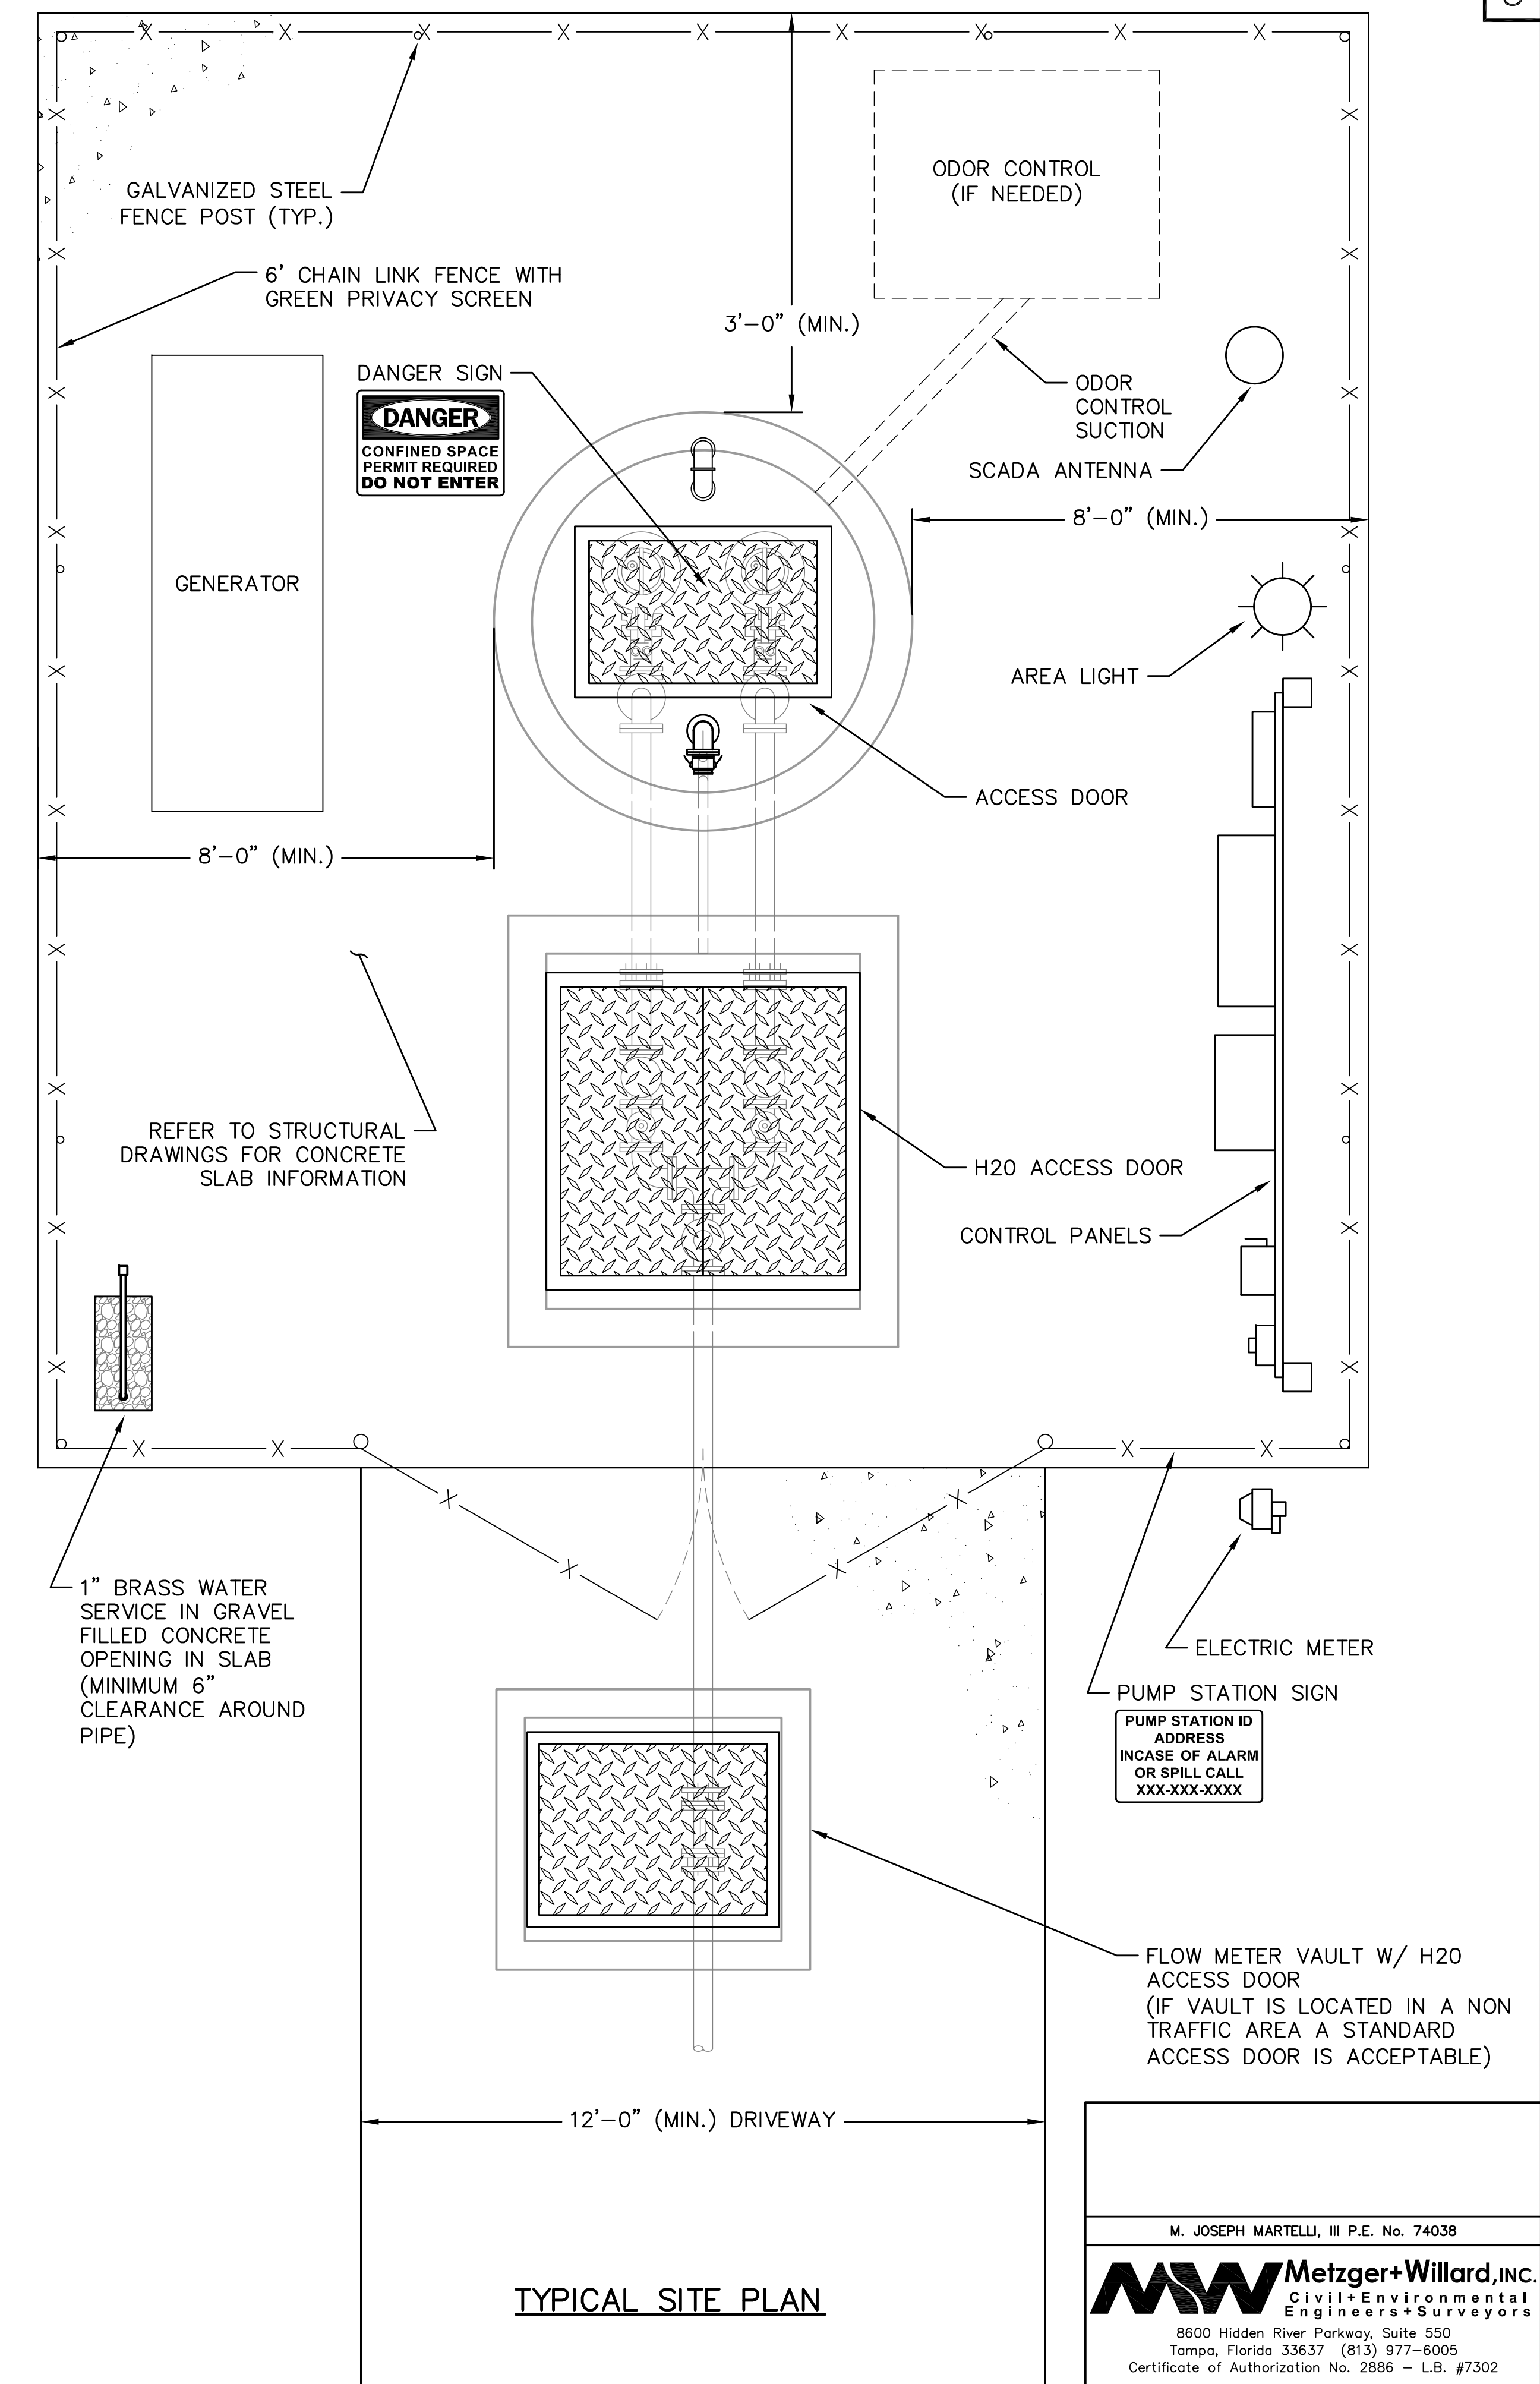 GALVANIZED STEEL
FENCE POST (TYP.)
ODOR CONTROL
(IF NEEDED)
6' CHAIN LINK FENCE WITH
GREEN PRIVACY SCREEN
3'-0" (MIN.)
DANGER SIGN
DANGER
CONFINED SPACE
PERMIT REQUIRED
DO NOT ENTER
ODOR
CONTROL
SUCTION
SCADA ANTENNA
8'-0" (MIN.)
GENERATOR
AREA LIGHT
ACCESS DOOR
8'-0" (MIN.)
REFER TO STRUCTURAL
DRAWINGS FOR CONCRETE
SLAB INFORMATION
H20 ACCESS DOOR
CONTROL PANELS
1" BRASS WATER
SERVICE IN GRAVEL
FILLED CONCRETE
OPENING IN SLAB
(MINIMUM 6"
CLEARANCE AROUND
PIPE)
ELECTRIC METER
PUMP STATION SIGN
PUMP STATION ID
ADDRESS
INCASE OF ALARM
OR SPILL CALL
XXX-XXX-XXXX
FLOW METER VAULT W/ H20
ACCESS DOOR
(IF VAULT IS LOCATED IN A NON
TRAFFIC AREA A STANDARD
ACCESS DOOR IS ACCEPTABLE)
12'-0" (MIN.) DRIVEWAY
TYPICAL SITE PLAN
M. JOSEPH MARTELLI, III P.E. No. 74038
MW Metzger+Willard,INC.
Civil+Environmental
Engineers+Surveyors
8600 Hidden River Parkway, Suite 550
Tampa, Florida 33637 (813) 977-6005
Certificate of Authorization No. 2886 - L.B. #7302